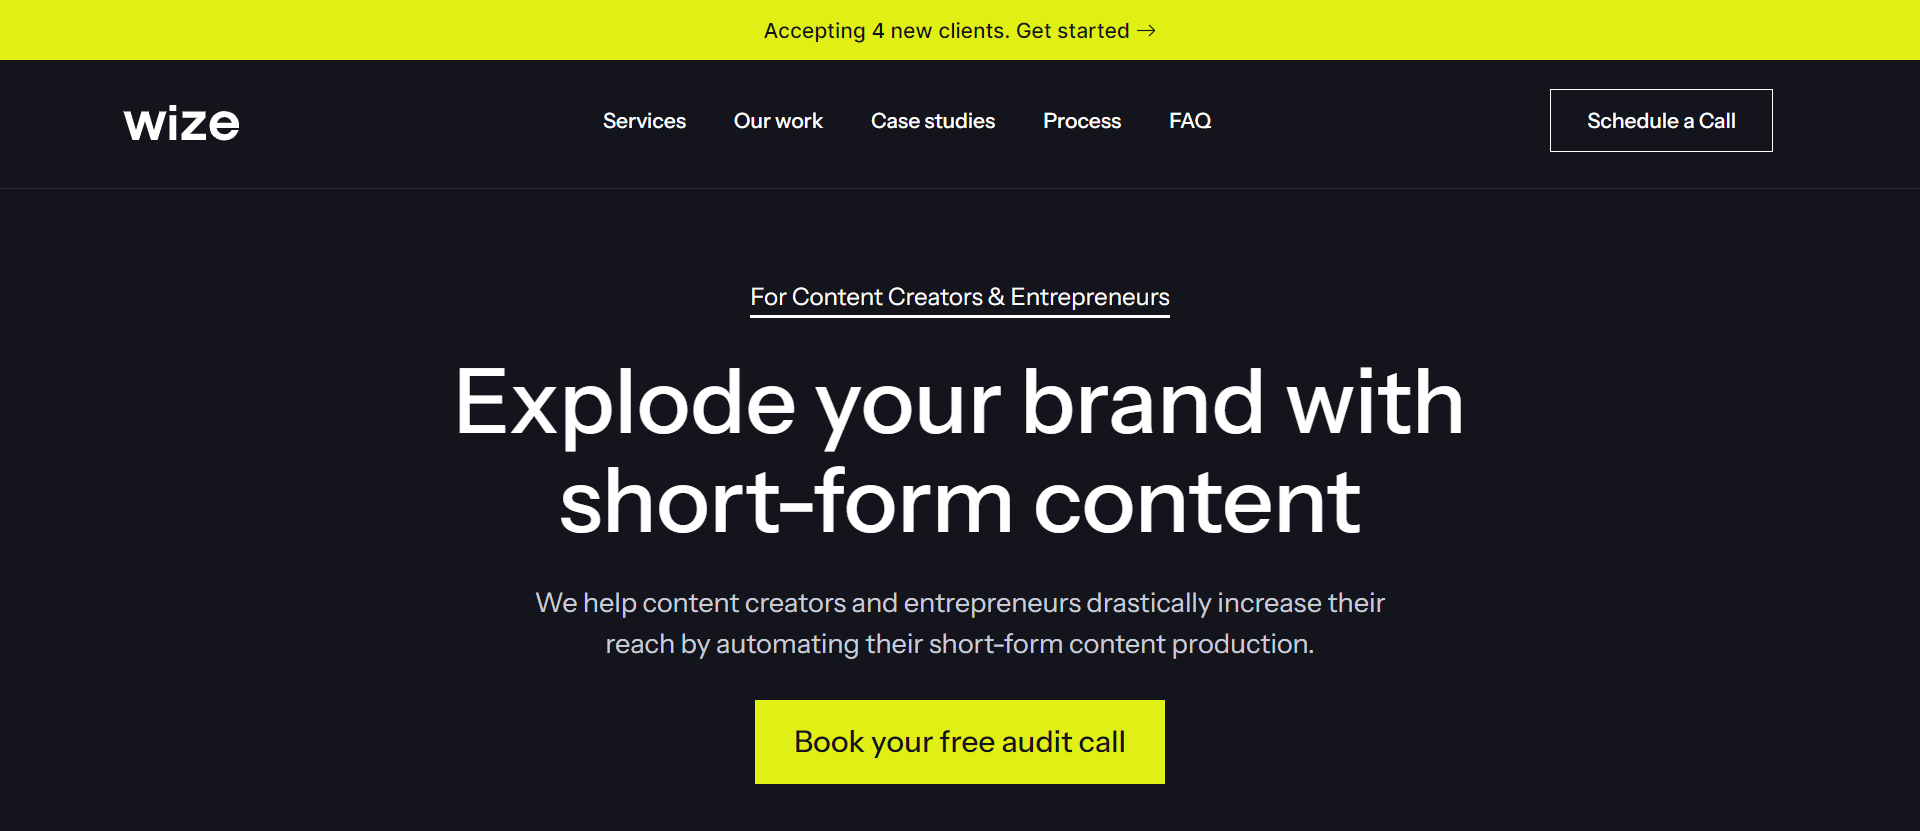 Accepting 4 new clients. Get started →
wize
Services
Our work
Case studies
Process
FAQ
Schedule a Call
For Content Creators & Entrepreneurs
Explode your brand with
short-form content
We help content creators and entrepreneurs drastically increase their
reach by automating their short-form content production.
Book your free audit call